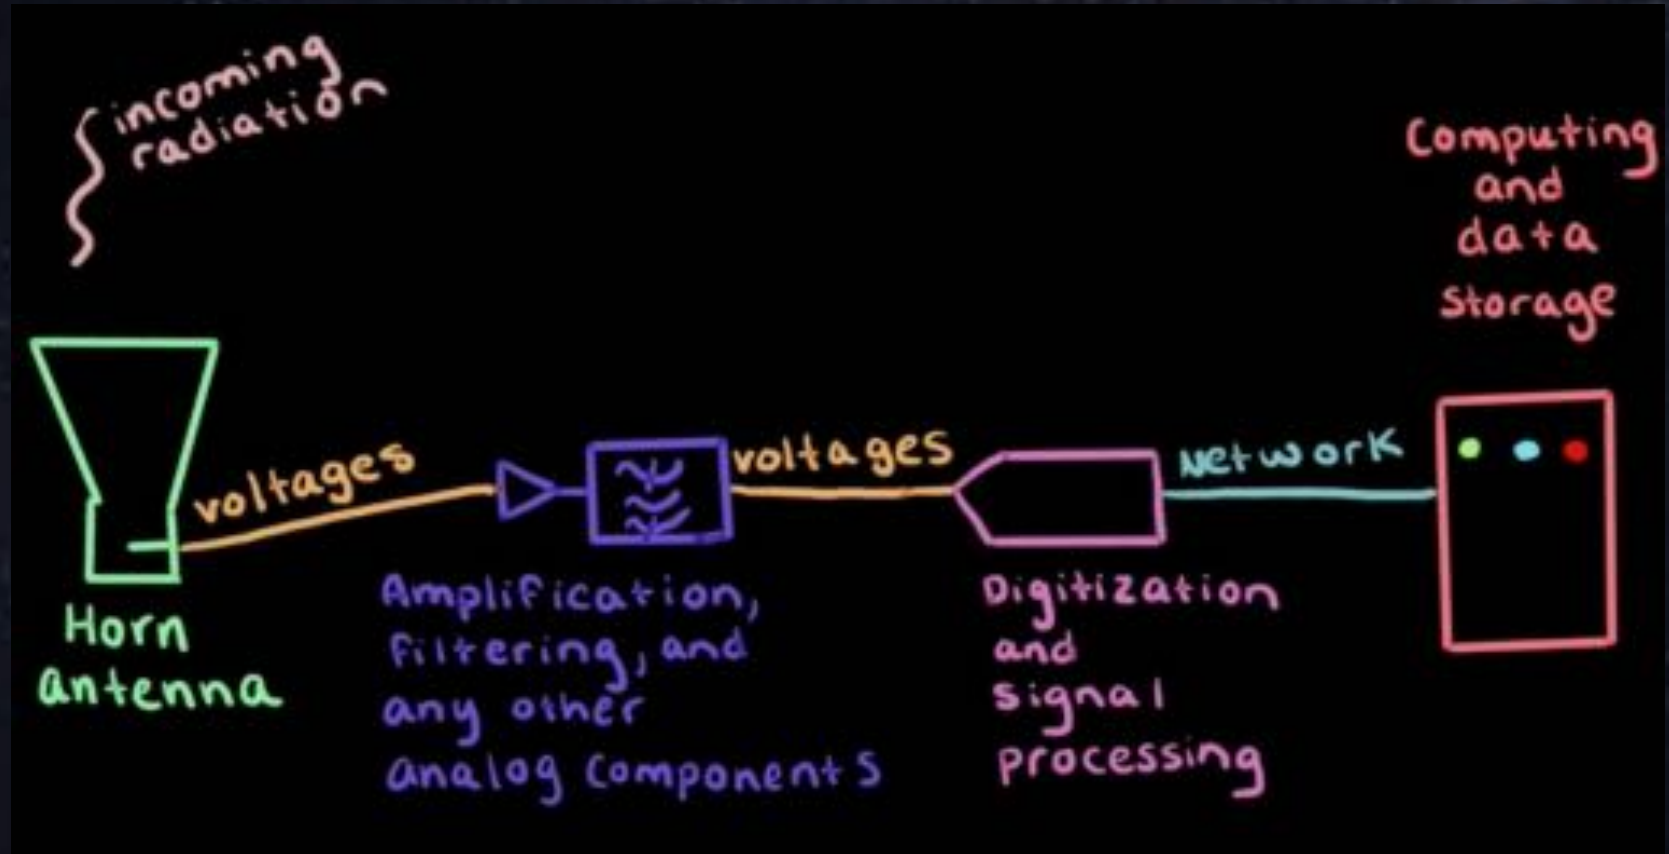 incoming
radiation
Horn
antenna
voltages
Amplification,
filtering, and
any other
analog components
voltages
Digitization
and
signal
processing
Network
Computing
and
data
storage